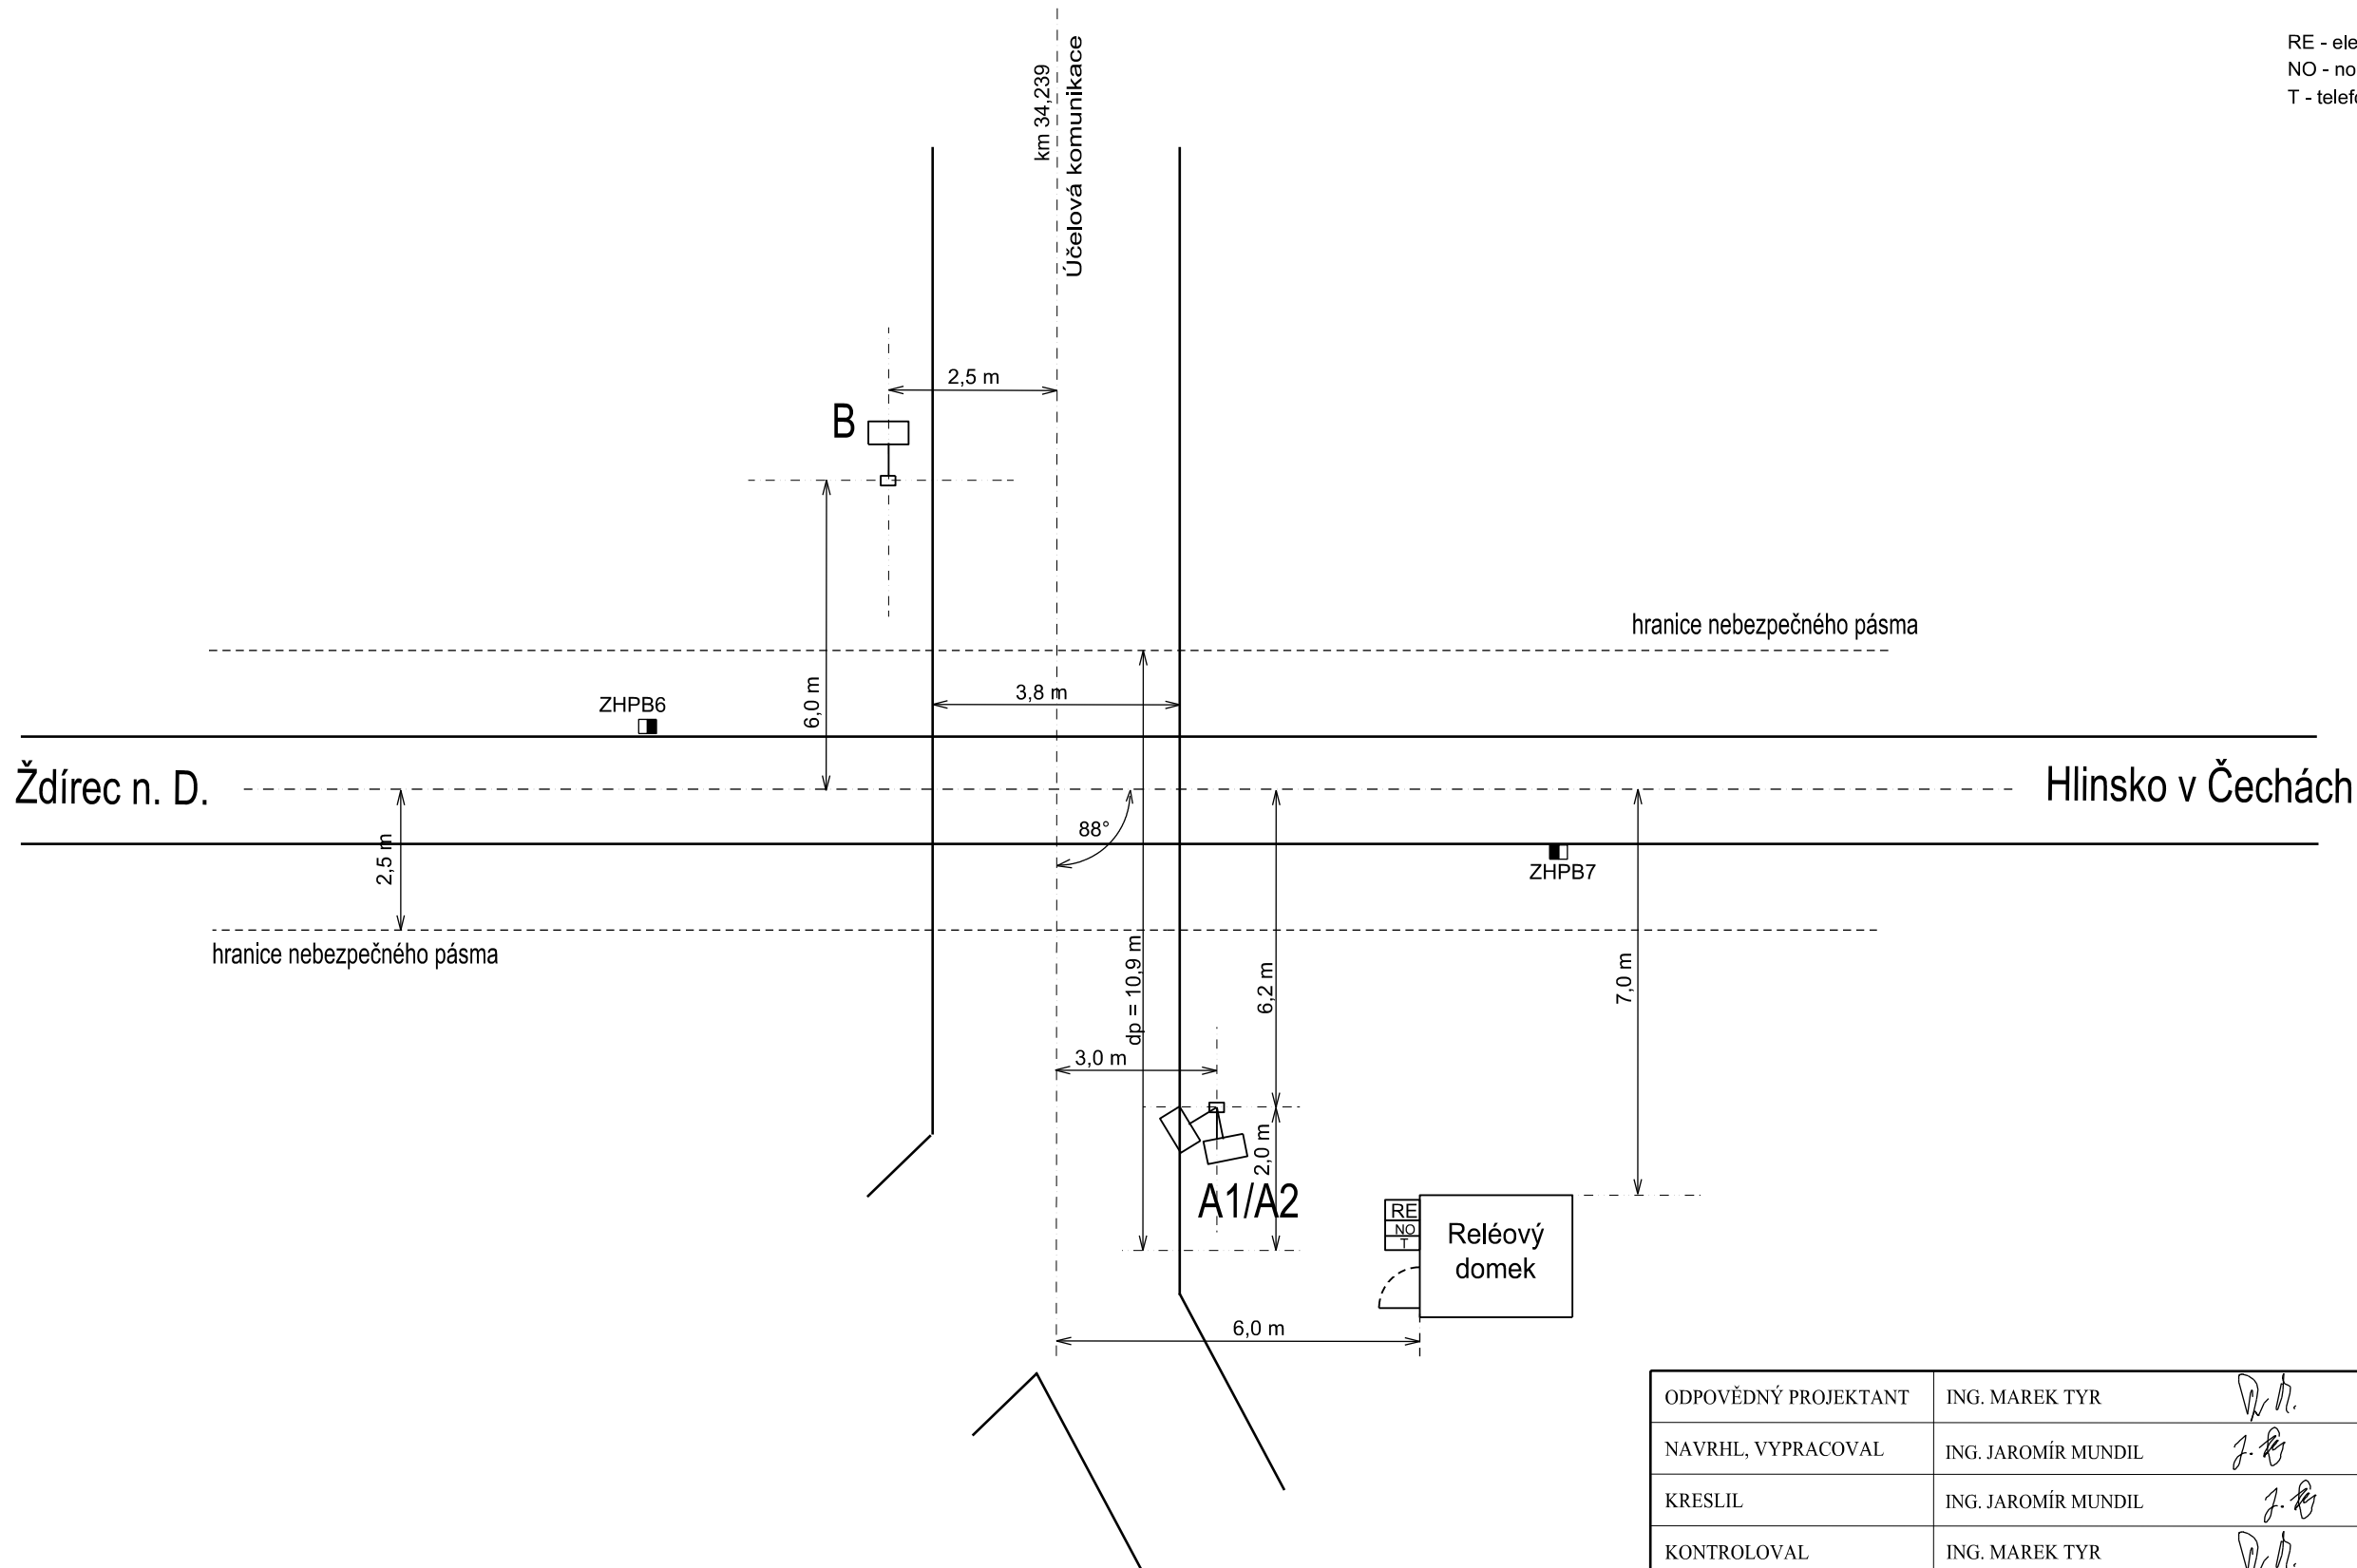 RE - ele
NO - no
T - telef
km 34,239
Účelová komunikace
2,5 m
B
hranice nebezpečného pásma
ZHPB6
6,0 m
3,8 m
Ždírec n. D.
Hlinsko v Čechách
88°
2,5 m
ZHPB7
hranice nebezpečného pásma
dp = 10,9 m
6,2 m
7,0 m
3,0 m
2,0 m
A1/A2
RE
NO
T
Reléový
domek
6,0 m
ODPOVĚDNÝ PROJEKTANT ING. MAREK TYR
NAVRHL, VYPRACOVAL ING. JAROMÍR MUNDIL
KRESLIL ING. JAROMÍR MUNDIL
KONTROLOVAL ING. MAREK TYR